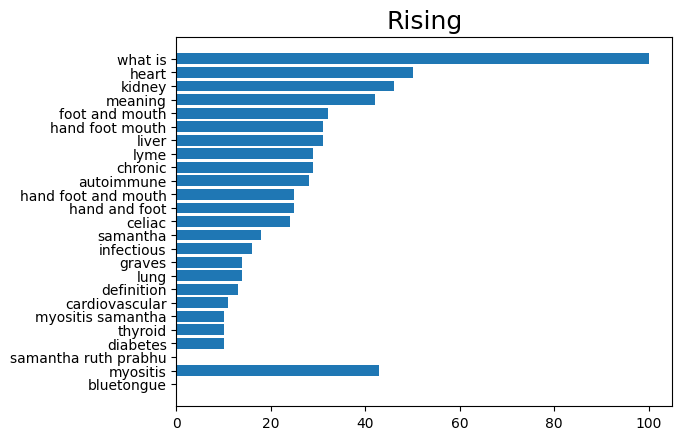 Rising
what is
heart
kidney
meaning
foot and mouth
hand foot mouth
liver
lyme
chronic
autoimmune
hand foot and mouth
hand and foot
celiac
samantha
infectious
graves
lung
definition
cardiovascular
myositis samantha
thyroid
diabetes
samantha ruth prabhu
myositis
bluetongue
0 20 40 60 80 100